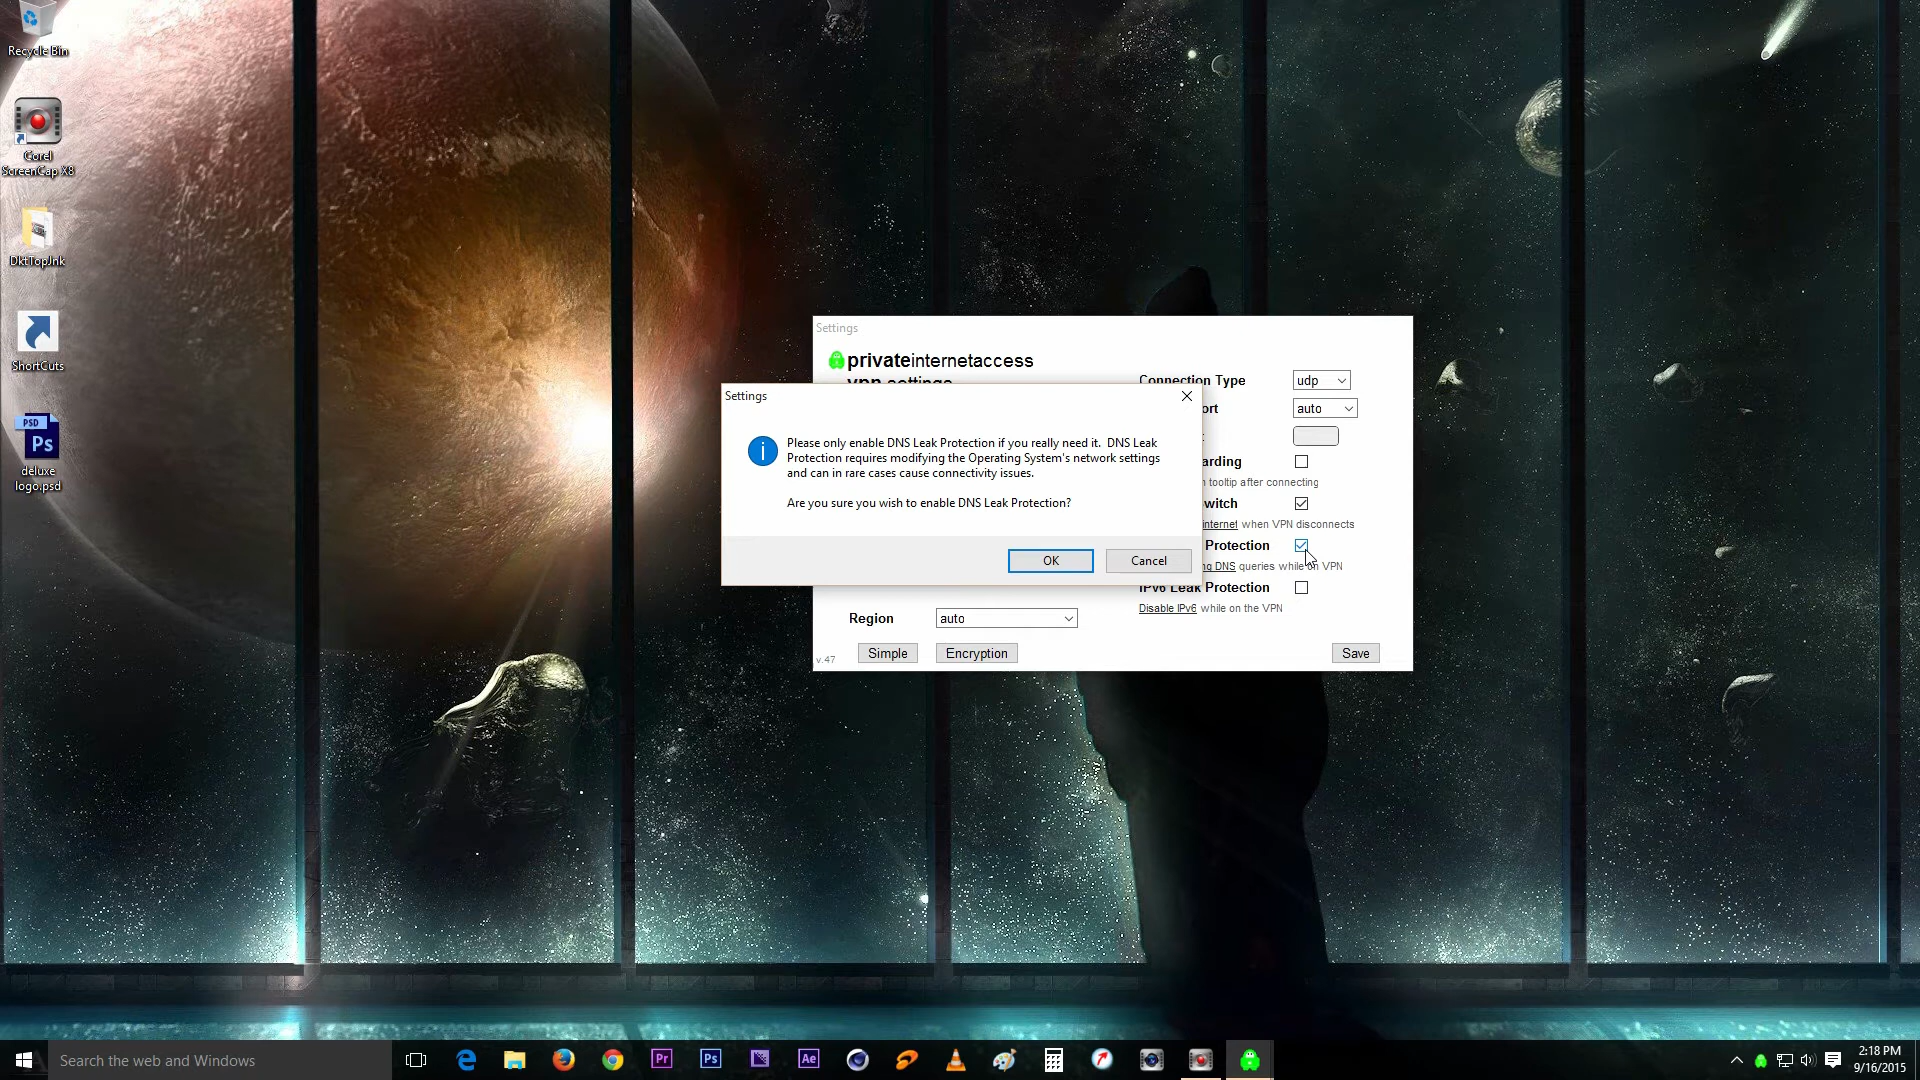 Recycle Bin
Corel
ScreenCap X8
DktTopJnk
ShortCuts
PSD
Ps
deluxe
logo.psd
Settings
privateinternetaccess
vpn settings
Connection Type
udp
ort
auto
arding
n tooltip after connecting
witch
internet when VPN disconnects
Protection
ng DNS queries while on VPN
IPv6 Leak Protection
Disable IPv6 while on the VPN
Region
auto
v.47
Simple
Encryption
Save
Settings
Please only enable DNS Leak Protection if you really need it. DNS Leak
Protection requires modifying the Operating System's network settings
and can in rare cases cause connectivity issues.
Are you sure you wish to enable DNS Leak Protection?
OK
Cancel
Search the web and Windows
Pr
Ps
Ae
2:18 PM
9/16/2015